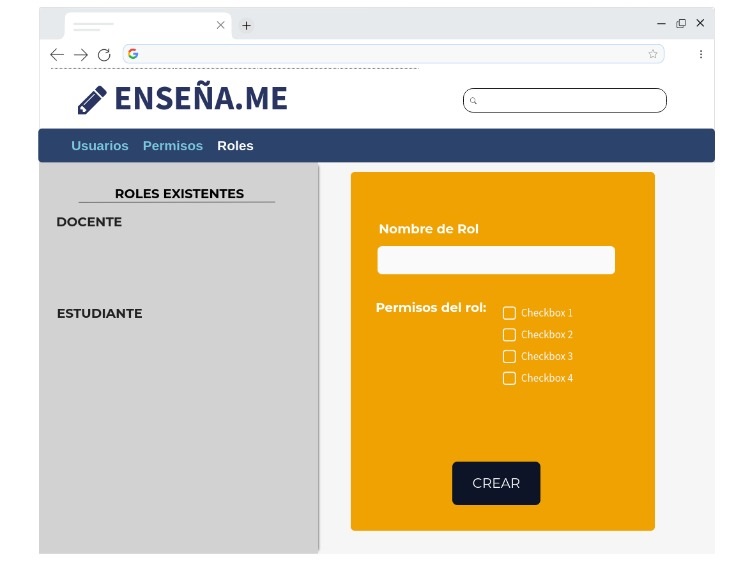 ENSEÑA.ME
Usuarios Permisos Roles
ROLES EXISTENTES
DOCENTE
ESTUDIANTE
Nombre de Rol
Permisos del rol:
Checkbox 1
Checkbox 2
Checkbox 3
Checkbox 4
CREAR